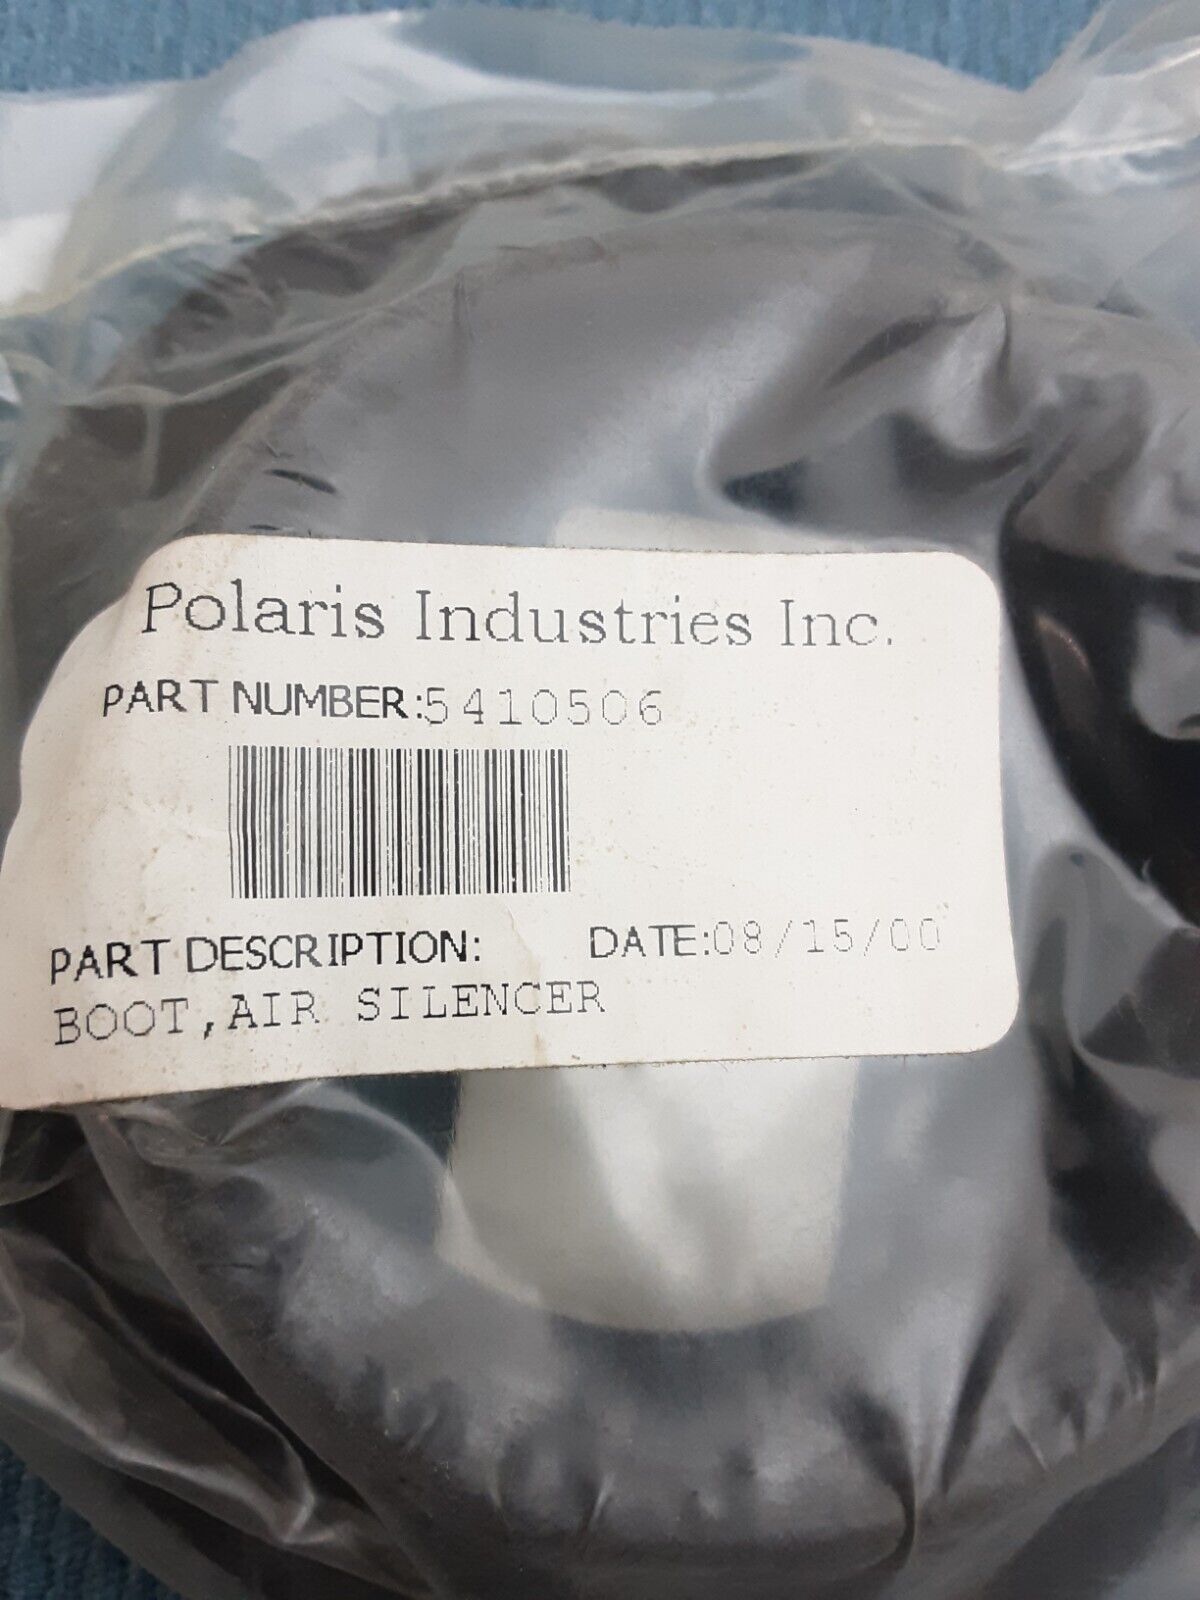 Polaris Industries Inc.
PART NUMBER:5410506
PART DESCRIPTION: DATE:08/15/00
BOOT,AIR SILENCER